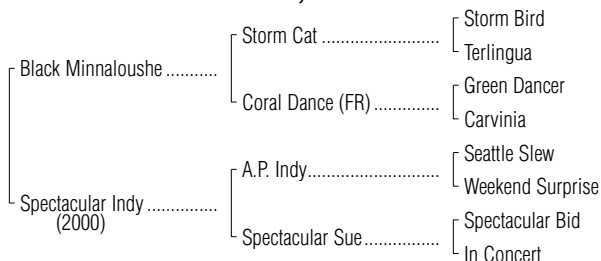 Storm Bird
Storm Cat ........................
Terlingua
Black Minnaloushe ...........
Green Dancer
Coral Dance (FR) ..............
Carvinia
Seattle Slew
A.P. Indy...........................
Weekend Surprise
Spectacular Indy ...............
(2000)
Spectacular Bid
Spectacular Sue................
In Concert